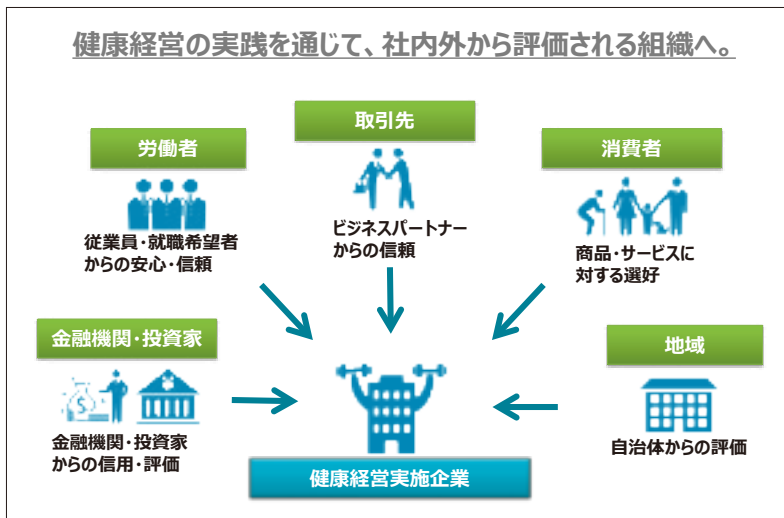 健康経営の実践を通じて、社内外から評価される組織へ。
取引先
労働者
消費者
ビジネスパートナー
からの信頼
従業員・就職希望者
からの安心・信頼
商品・サービスに
対する選好
金融機関・投資家
地域
金融機関・投資家
からの信用・評価
自治体からの評価
健康経営実施企業